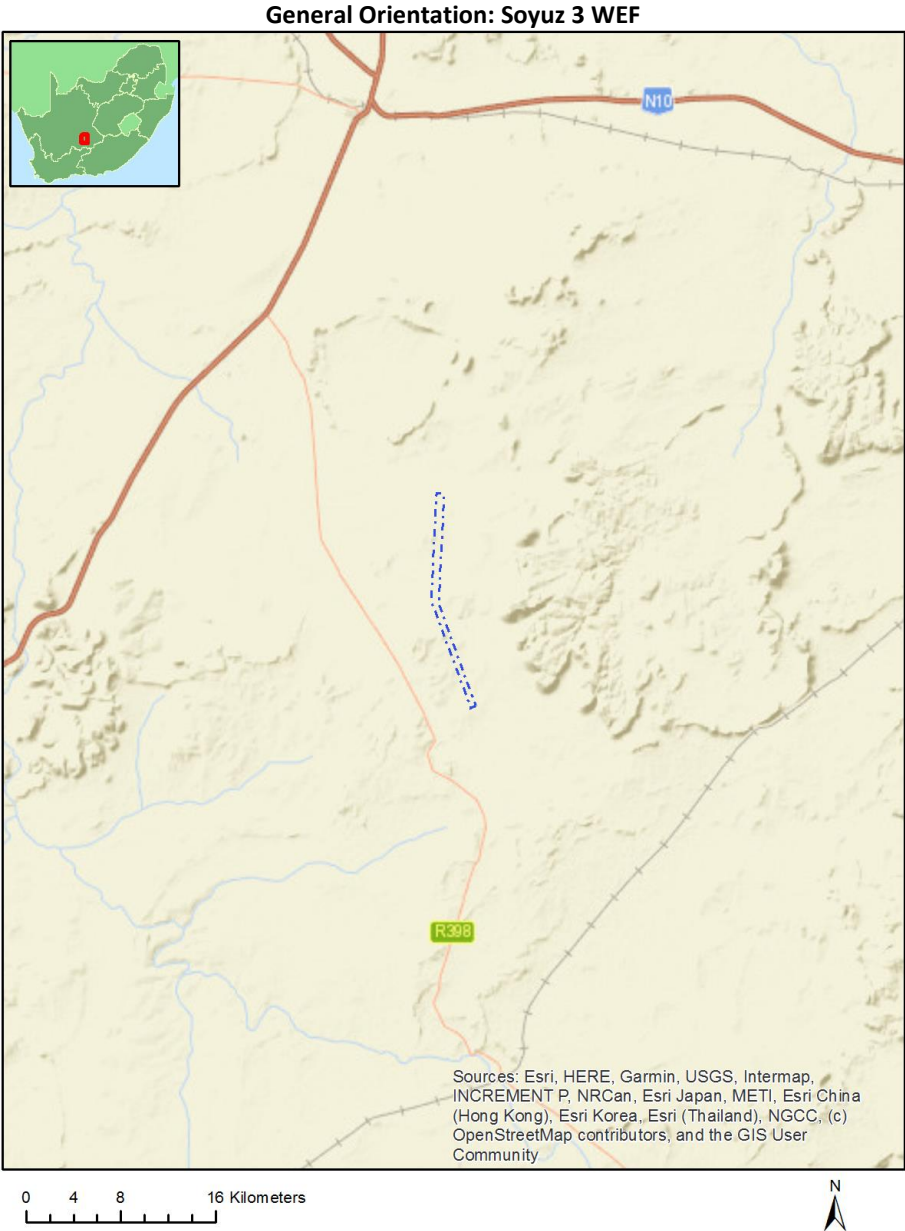 General Orientation: Soyuz 3 WEF
N10
R398
Sources: Esri, HERE, Garmin, USGS, Intermap,
INCREMENT P, NRCan, Esri Japan, METI, Esri China
(Hong Kong), Esri Korea, Esri (Thailand), NGCC, (c)
OpenStreetMap contributors, and the GIS User
Community
0 4 8 16 Kilometers
N